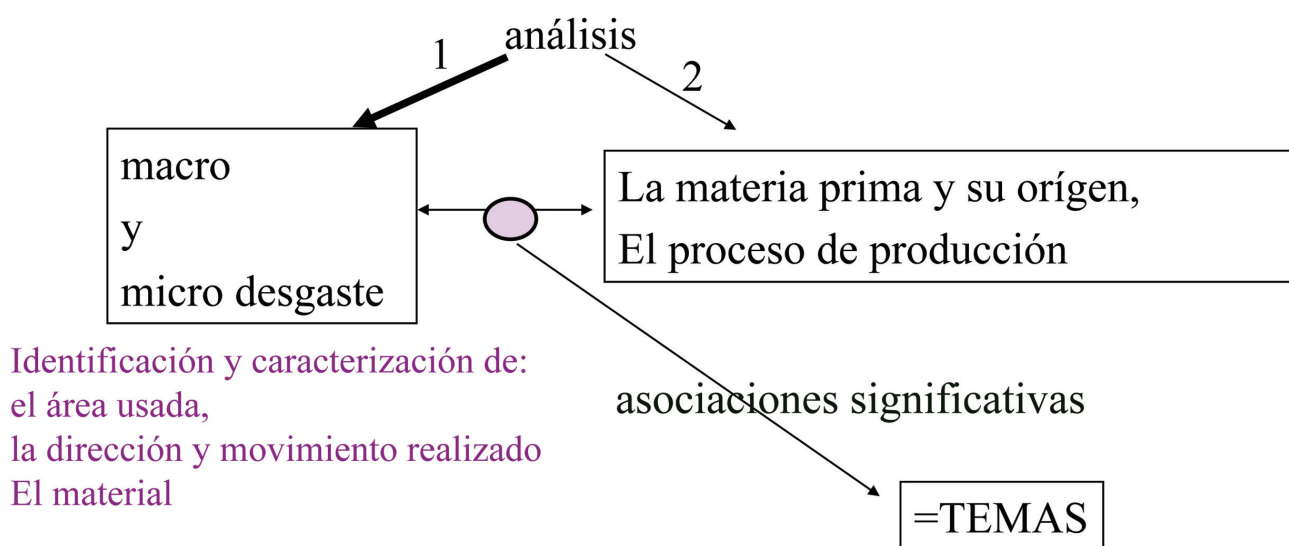 análisis
1
2
macro
y
micro desgaste
La materia prima y su orígen,
El proceso de producción
Identificación y caracterización de:
el área usada,
la dirección y movimiento realizado
El material
asociaciones significativas
=TEMAS